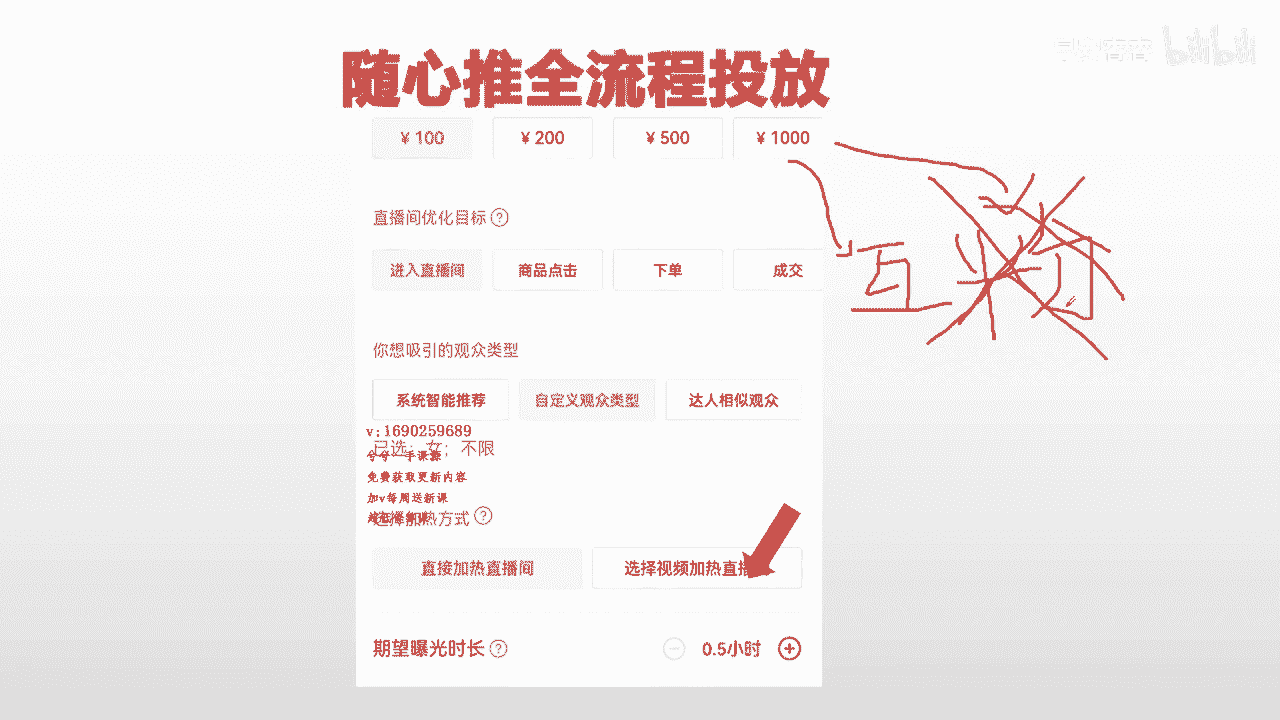 bilibili
随心推全流程投放
¥ 100 ¥ 200 ¥ 500 ¥ 1000
直播间优化目标 ?
进入直播间 商品点击 下单 成交
互
你想吸引的观众类型
系统智能推荐 自定义观众类型 达人相似观众
v:1690259689
已选: 女; 不限
免费获取更新内容
加v每周送新课
选择加热方式 ?
直接加热直播间 选择视频加热直播
期望曝光时长 ? 0.5小时